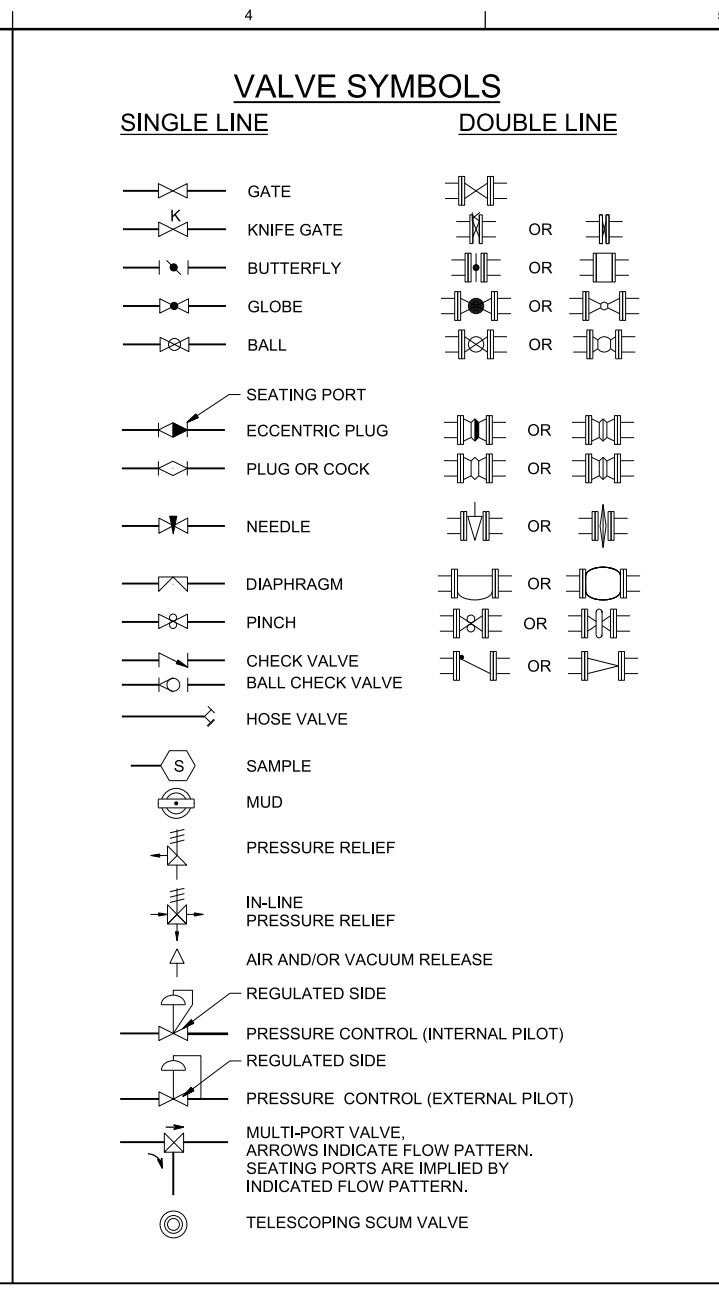 4
VALVE SYMBOLS
SINGLE LINE
DOUBLE LINE
GATE
K
KNIFE GATE
K
OR
BUTTERFLY
OR
GLOBE
OR
BALL
OR
SEATING PORT
ECCENTRIC PLUG
OR
PLUG OR COCK
OR
NEEDLE
OR
DIAPHRAGM
OR
PINCH
OR
CHECK VALVE
OR
BALL CHECK VALVE
HOSE VALVE
S
SAMPLE
MUD
PRESSURE RELIEF
IN-LINE
PRESSURE RELIEF
AIR AND/OR VACUUM RELEASE
REGULATED SIDE
PRESSURE CONTROL (INTERNAL PILOT)
REGULATED SIDE
PRESSURE CONTROL (EXTERNAL PILOT)
MULTI-PORT VALVE,
ARROWS INDICATE FLOW PATTERN.
SEATING PORTS ARE IMPLIED BY
INDICATED FLOW PATTERN.
TELESCOPING SCUM VALVE